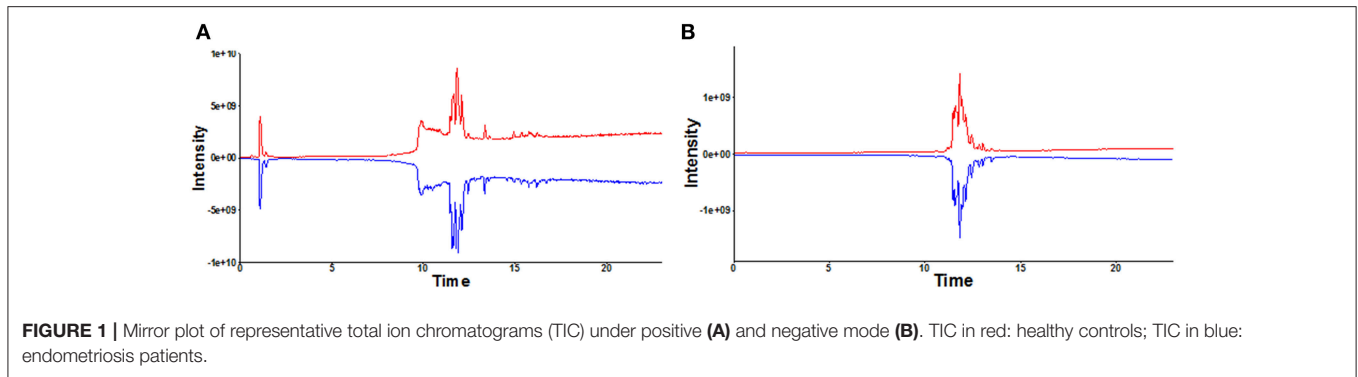 A
B
1e+10
5e+09
0e+00
-5e+09
-1e+10
Intensity
0
5
10
15
20
Time
1e+09
0e+00
-1e+09
Intensity
0
5
10
15
20
Time
FIGURE 1 | Mirror plot of representative total ion chromatograms (TIC) under positive (A) and negative mode (B). TIC in red: healthy controls; TIC in blue:
endometriosis patients.